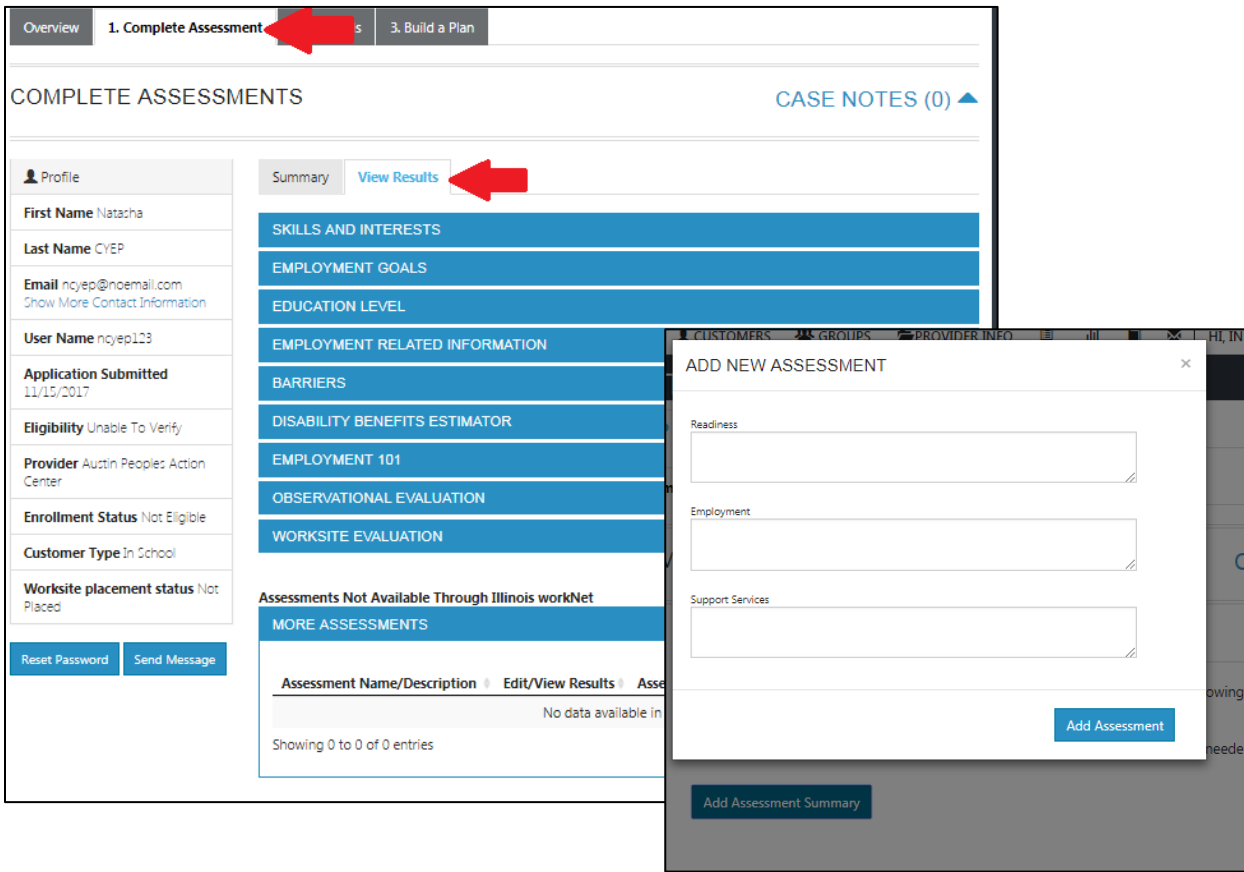 Overview
1. Complete Assessment
s
3. Build a Plan
COMPLETE ASSESSMENTS
CASE NOTES (0)
Profile
First Name Natasha
Last Name CYEP
Email ncyep@noemail.com
Show More Contact Information
User Name ncyep123
Application Submitted
11/15/2017
Eligibility Unable To Verify
Provider Austin Peoples Action
Center
Enrollment Status Not Eligible
Customer Type In School
Worksite placement status Not
Placed
Reset Password
Send Message
Summary
View Results
SKILLS AND INTERESTS
EMPLOYMENT GOALS
EDUCATION LEVEL
EMPLOYMENT RELATED INFORMATION
BARRIERS
DISABILITY BENEFITS ESTIMATOR
EMPLOYMENT 101
OBSERVATIONAL EVALUATION
WORKSITE EVALUATION
Assessments Not Available Through Illinois workNet
MORE ASSESSMENTS
Assessment Name/Description Edit/View Results Asse
No data available in
Showing 0 to 0 of 0 entries
CUSTOMERS GROUPS PROVIDER INFO HI, IN
ADD NEW ASSESSMENT
×
Readiness
Employment
Support Services
Add Assessment
owing
neede
Add Assessment Summary